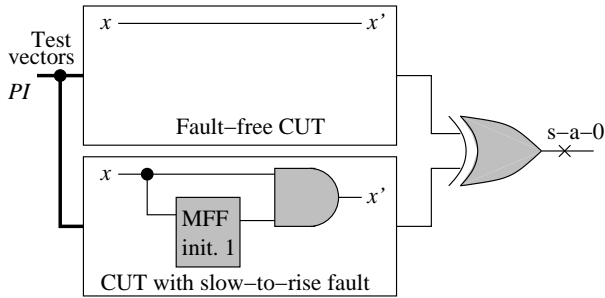 x x’
Test
vectors
PI
Fault−free CUT
s−a−0
x
x’
MFF
init. 1
CUT with slow−to−rise fault